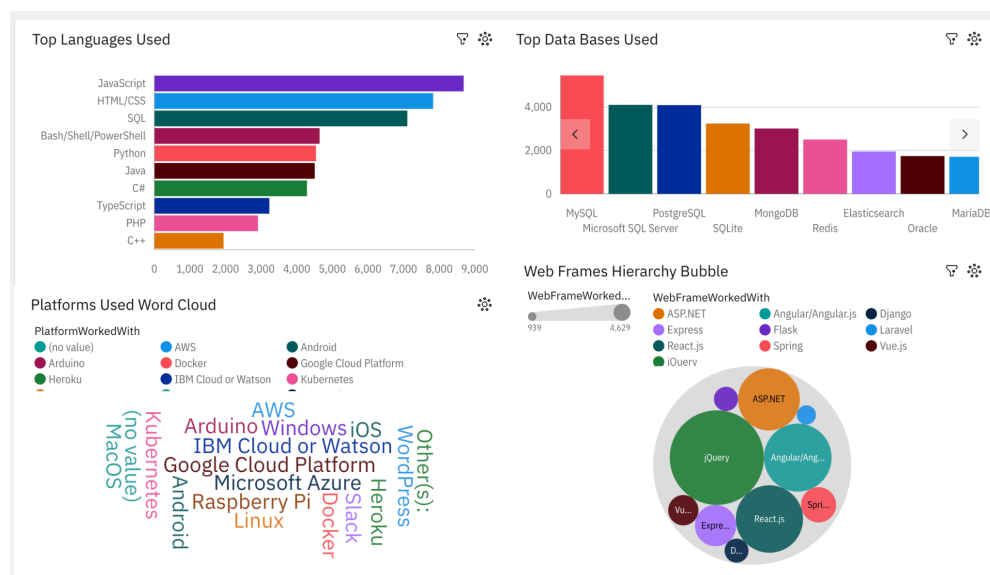 Top Languages Used
JavaScript
HTML/CSS
SQL
Bash/Shell/PowerShell
Python
Java
C#
TypeScript
PHP
C++
0 1,000 2,000 3,000 4,000 5,000 6,000 7,000 8,000 9,000
Top Data Bases Used
4,000
2,000
0
MySQL PostgreSQL MongoDB Elasticsearch MariaDB
Microsoft SQL Server SQLite Redis Oracle
Platforms Used Word Cloud
PlatformWorkedWith
(no value) AWS Android
Arduino Docker Google Cloud Platform
Heroku IBM Cloud or Watson Kubernetes
AWS
Arduino Windows iOS
IBM Cloud or Watson
Google Cloud Platform
Microsoft Azure
Raspberry Pi
Linux
MacOS
(no value)
Kubernetes
Android
Docker
Slack
Heroku
WordPress
Other(s):
Web Frames Hierarchy Bubble
WebFrameWorked...
939 4,629
WebFrameWorkedWith
ASP.NET Angular/Angular.js Django
Express Flask Laravel
React.js Spring Vue.js
jQuery
ASP.NET
jQuery
Angular/Ang...
Spri...
Vu...
Expre...
React.js
D...